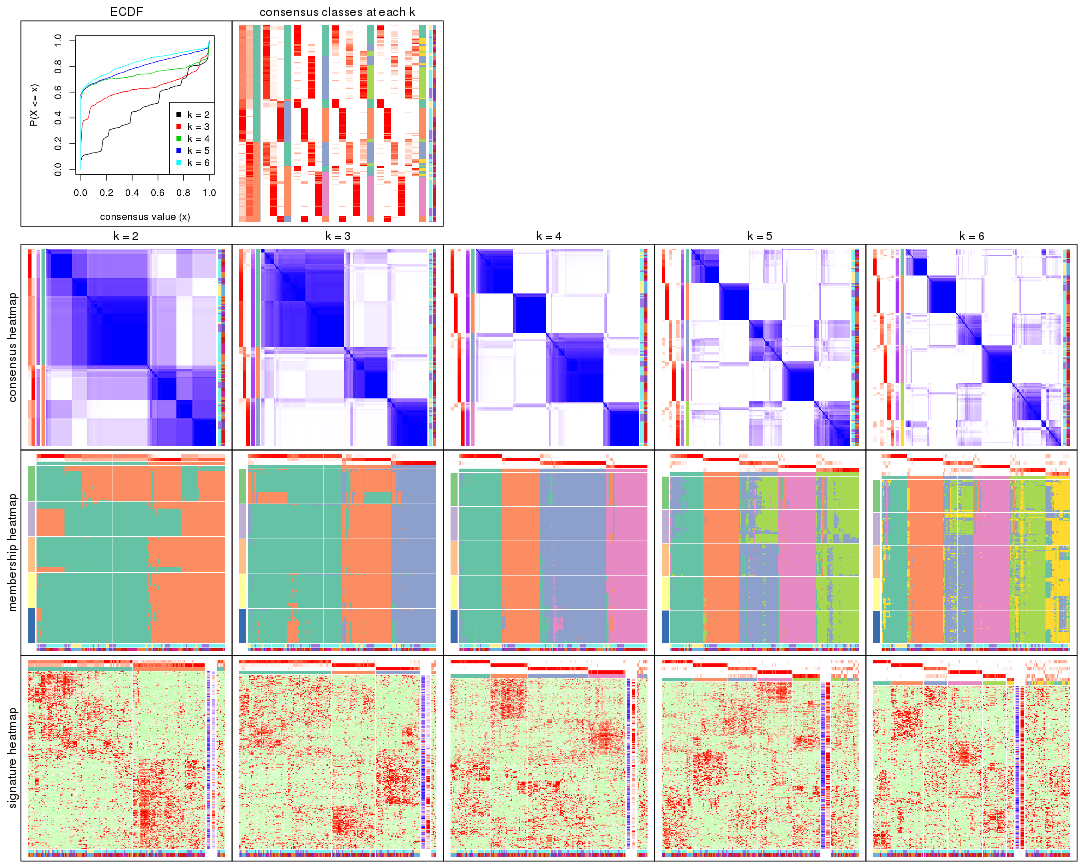 ECDF
consensus classes at each k
P(X <= x)
0.0
0.2
0.4
0.6
0.8
1.0
k = 2
k = 3
k = 4
k = 5
k = 6
0.0 0.2 0.4 0.6 0.8 1.0
consensus value (x)
k = 2
k = 3
k = 4
k = 5
k = 6
consensus heatmap
membership heatmap
signature heatmap